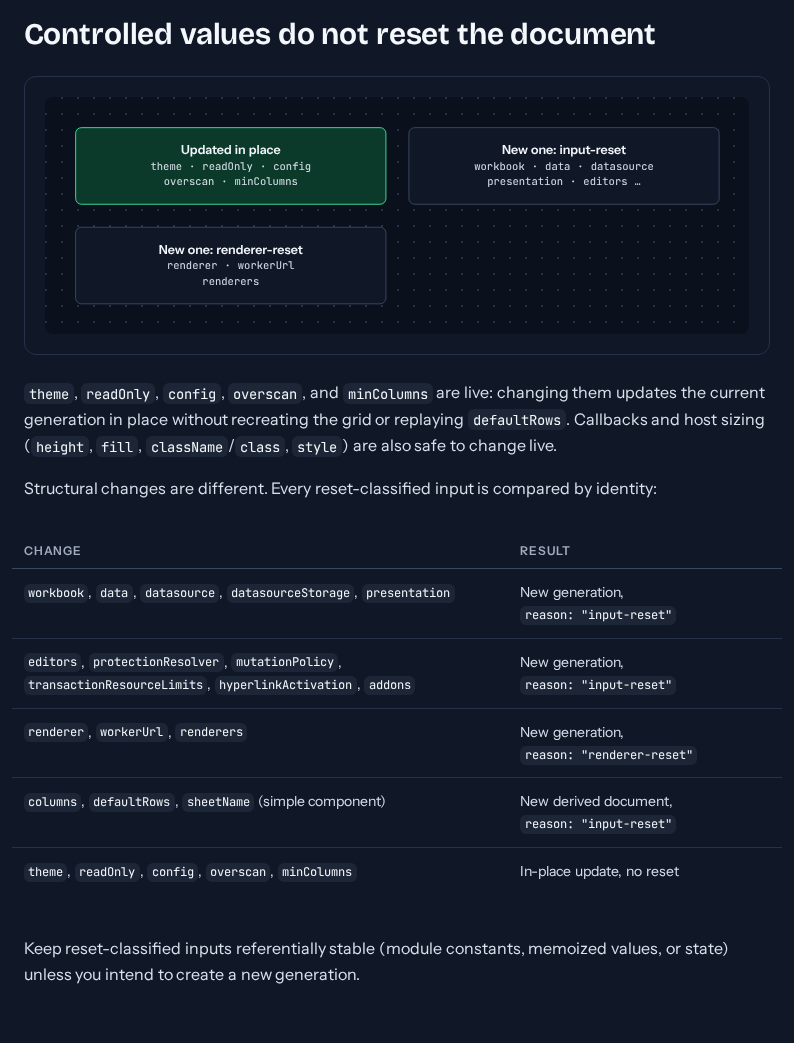 Controlled values do not reset the document
Updated in place
theme · readOnly · config
overscan · minColumns
New one: input-reset
workbook · data · datasource
presentation · editors …
New one: renderer-reset
renderer · workerUrl
renderers
theme, readOnly, config, overscan, and minColumns are live: changing them updates the current
generation in place without recreating the grid or replaying defaultRows. Callbacks and host sizing
(height, fill, className/class, style) are also safe to change live.
Structural changes are different. Every reset-classified input is compared by identity:
CHANGE RESULT
workbook, data, datasource, datasourceStorage, presentation New generation,
reason: "input-reset"
editors, protectionResolver, mutationPolicy, New generation,
transactionResourceLimits, hyperlinkActivation, addons reason: "input-reset"
renderer, workerUrl, renderers New generation,
reason: "renderer-reset"
columns, defaultRows, sheetName (simple component) New derived document,
reason: "input-reset"
theme, readOnly, config, overscan, minColumns In-place update, no reset
Keep reset-classified inputs referentially stable (module constants, memoized values, or state)
unless you intend to create a new generation.